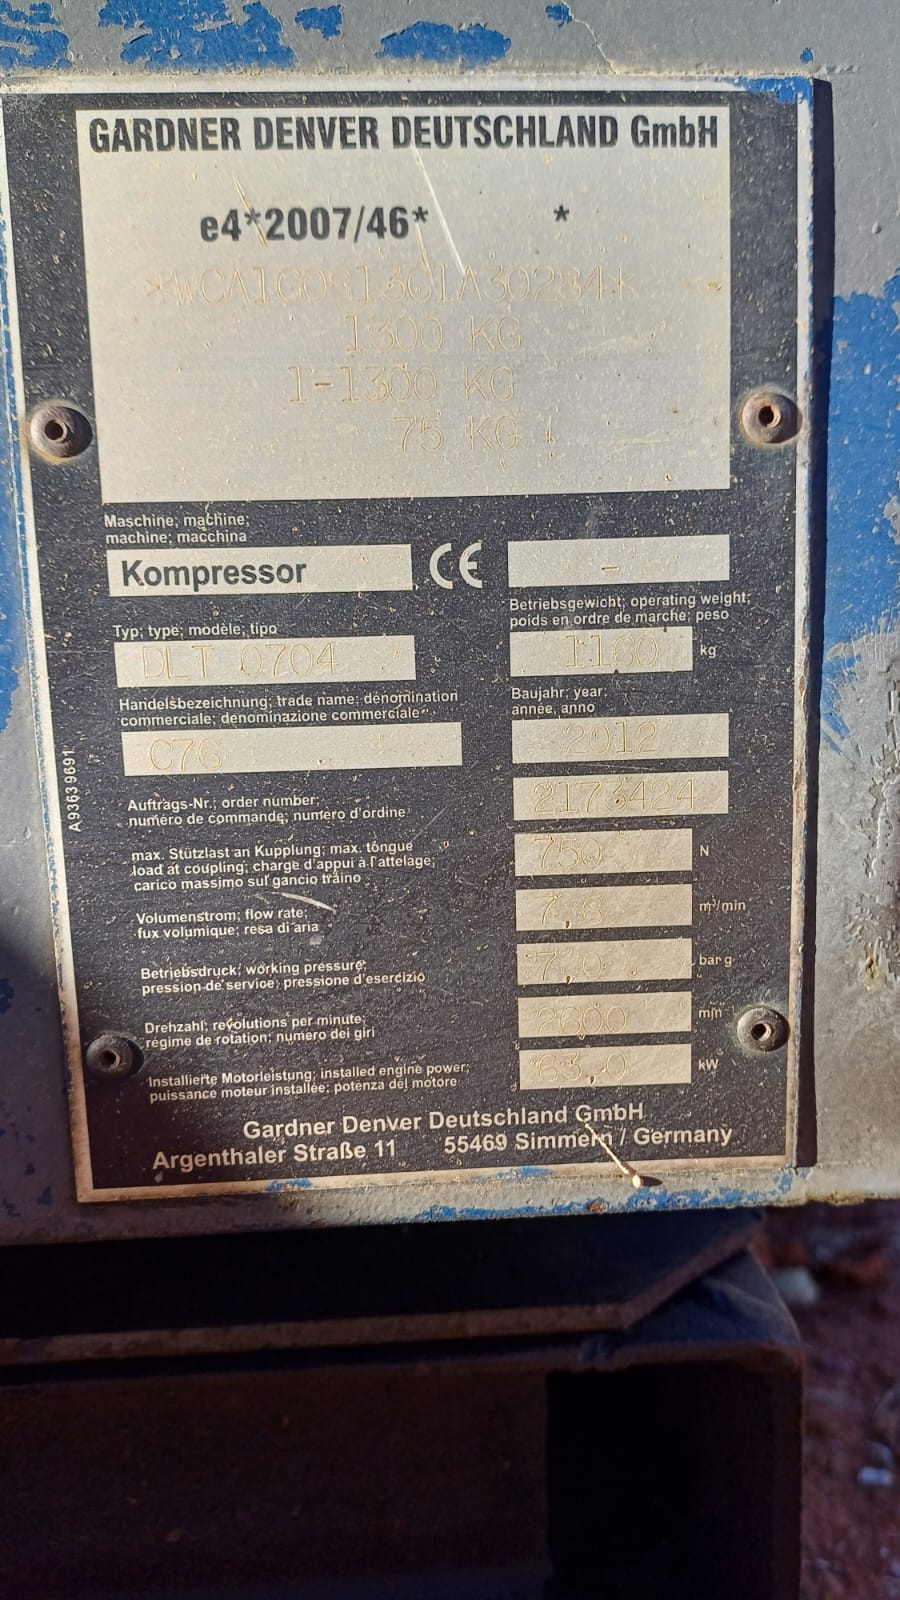 GARDNER DENVER DEUTSCHLAND GmbH
e4*2007/46* *
1300 KG
1-1300 KG
75 KG
Maschine; machine;
machine; macchina
Kompressor
CE
-
Betriebsgewicht; operating weight;
poids en ordre de marche; peso
1160 kg
Typ; type; modèle; tipo
DLT 0704
Handelsbezeichnung; trade name; dénomination
commerciale; denominazione commerciale
C76
Baujahr; year;
année, anno
2012
Auftrags-Nr.; order number;
numéro de commande; numero d'ordine
2173424
max. Stützlast an Kupplung; max. tongue
load at coupling; charge d'appui à l'attelage;
carico massimo sul gancio traino
750 N
Volumenstrom; flow rate;
fux volumique; resa di aria
7,6 m³/min
Betriebsdruck; working pressure
pression de service; pressione d'esercizio
7,0 bar g
Drehzahl; revolutions per minute;
régime de rotation; numero dei giri
2600 min
Installierte Motorleistung; installed engine power;
puissance moteur installée; potenza del motore
63,0 kW
Gardner Denver Deutschland GmbH
Argenthaler Straße 11 55469 Simmern / Germany
A93639691